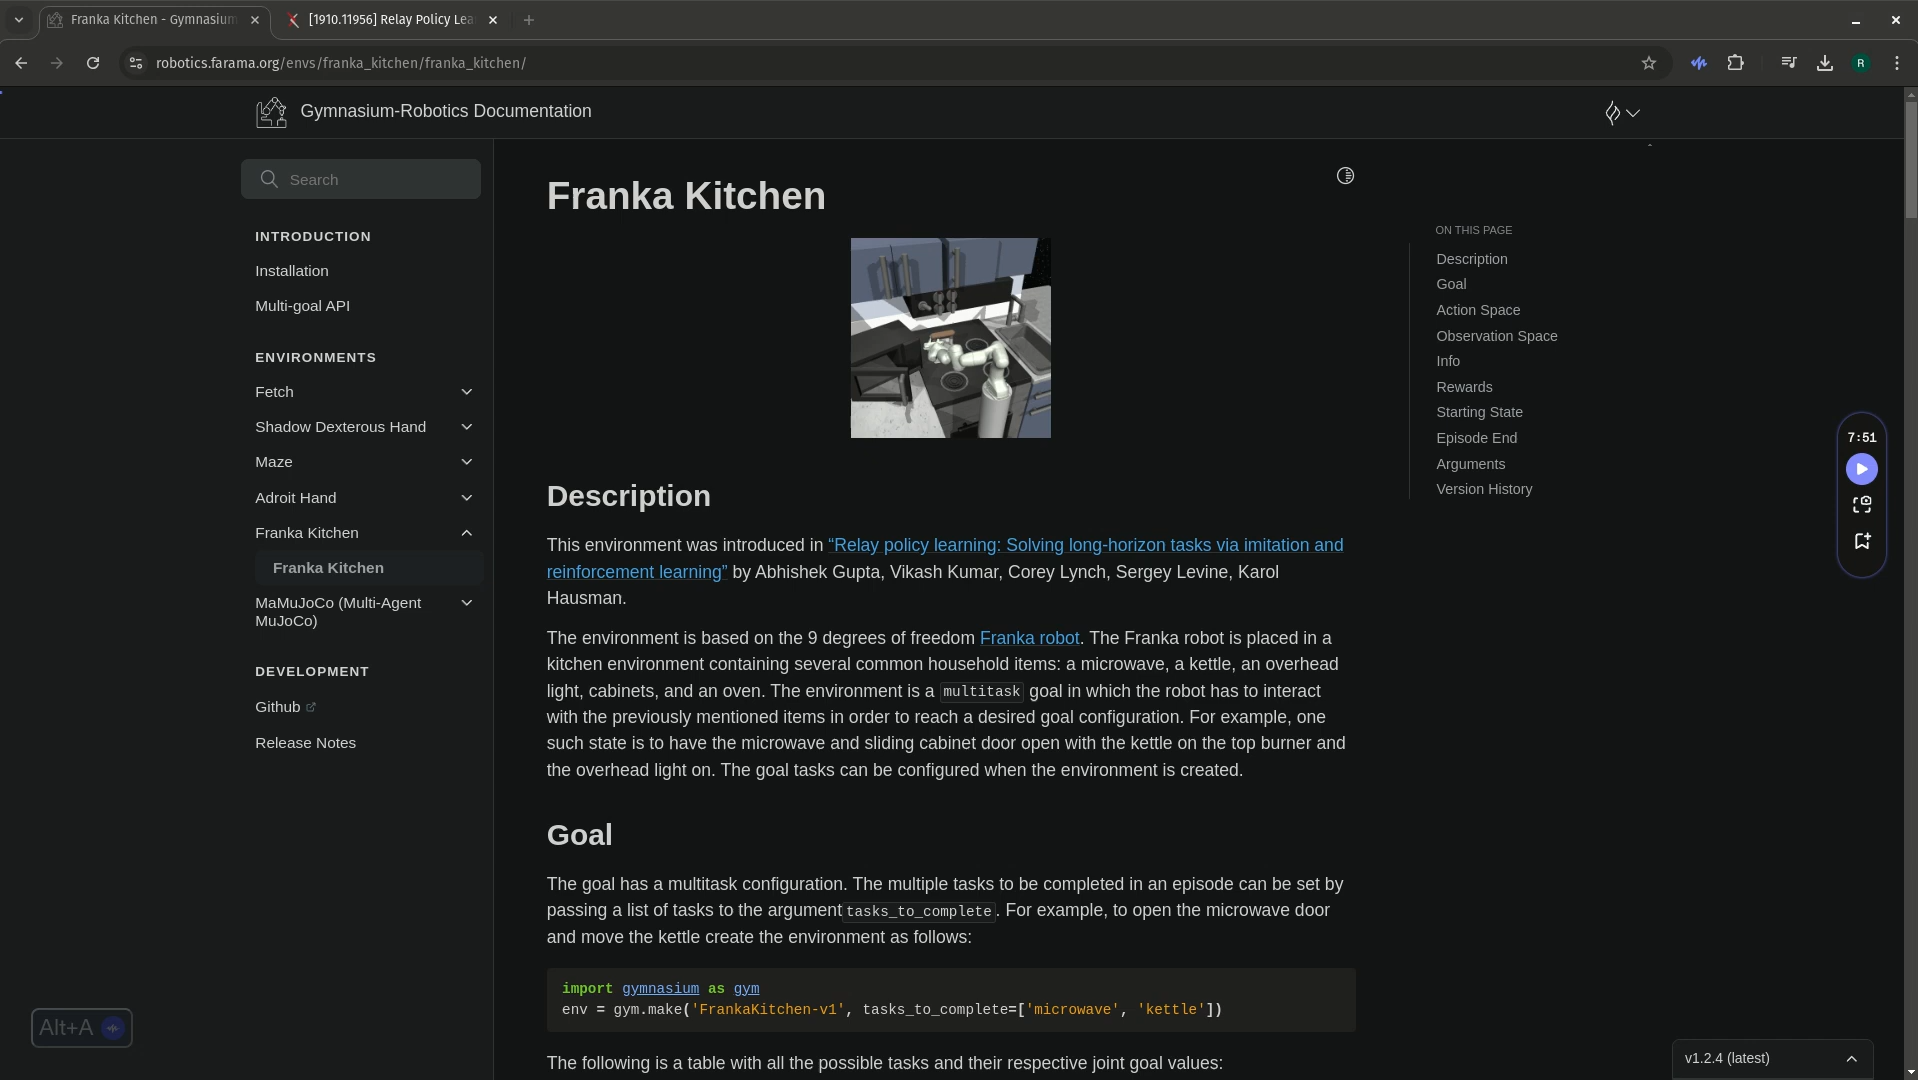 Franka Kitchen - Gymnasium
[1910.11956] Relay Policy Lea
robotics.farama.org/envs/franka_kitchen/franka_kitchen/
R
Gymnasium-Robotics Documentation
Search
INTRODUCTION
Installation
Multi-goal API
ENVIRONMENTS
Fetch
Shadow Dexterous Hand
Maze
Adroit Hand
Franka Kitchen
Franka Kitchen
MaMuJoCo (Multi-Agent
MuJoCo)
DEVELOPMENT
Github
Release Notes
Franka Kitchen
Description
This environment was introduced in “Relay policy learning: Solving long-horizon tasks via imitation and
reinforcement learning” by Abhishek Gupta, Vikash Kumar, Corey Lynch, Sergey Levine, Karol
Hausman.
The environment is based on the 9 degrees of freedom Franka robot. The Franka robot is placed in a
kitchen environment containing several common household items: a microwave, a kettle, an overhead
light, cabinets, and an oven. The environment is a multitask goal in which the robot has to interact
with the previously mentioned items in order to reach a desired goal configuration. For example, one
such state is to have the microwave and sliding cabinet door open with the kettle on the top burner and
the overhead light on. The goal tasks can be configured when the environment is created.
Goal
The goal has a multitask configuration. The multiple tasks to be completed in an episode can be set by
passing a list of tasks to the argument tasks_to_complete. For example, to open the microwave door
and move the kettle create the environment as follows:
import gymnasium as gym
env = gym.make('FrankaKitchen-v1', tasks_to_complete=['microwave', 'kettle'])
The following is a table with all the possible tasks and their respective joint goal values:
ON THIS PAGE
Description
Goal
Action Space
Observation Space
Info
Rewards
Starting State
Episode End
Arguments
Version History
7:51
Alt+A
v1.2.4 (latest)